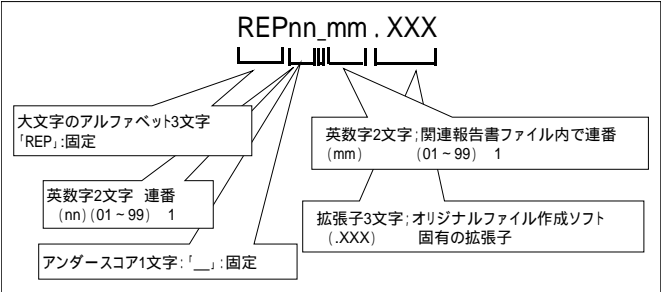 REPnn_mm.XXX
大文字のアルファベット3文字
「REP」:固定
英数字2文字 連番
(nn)(01~99) 1
アンダースコア1文字:「__」:固定
英数字2文字;関連報告書ファイル内で連番
(mm) (01~99) 1
拡張子3文字;オリジナルファイル作成ソフト
(.XXX) 固有の拡張子